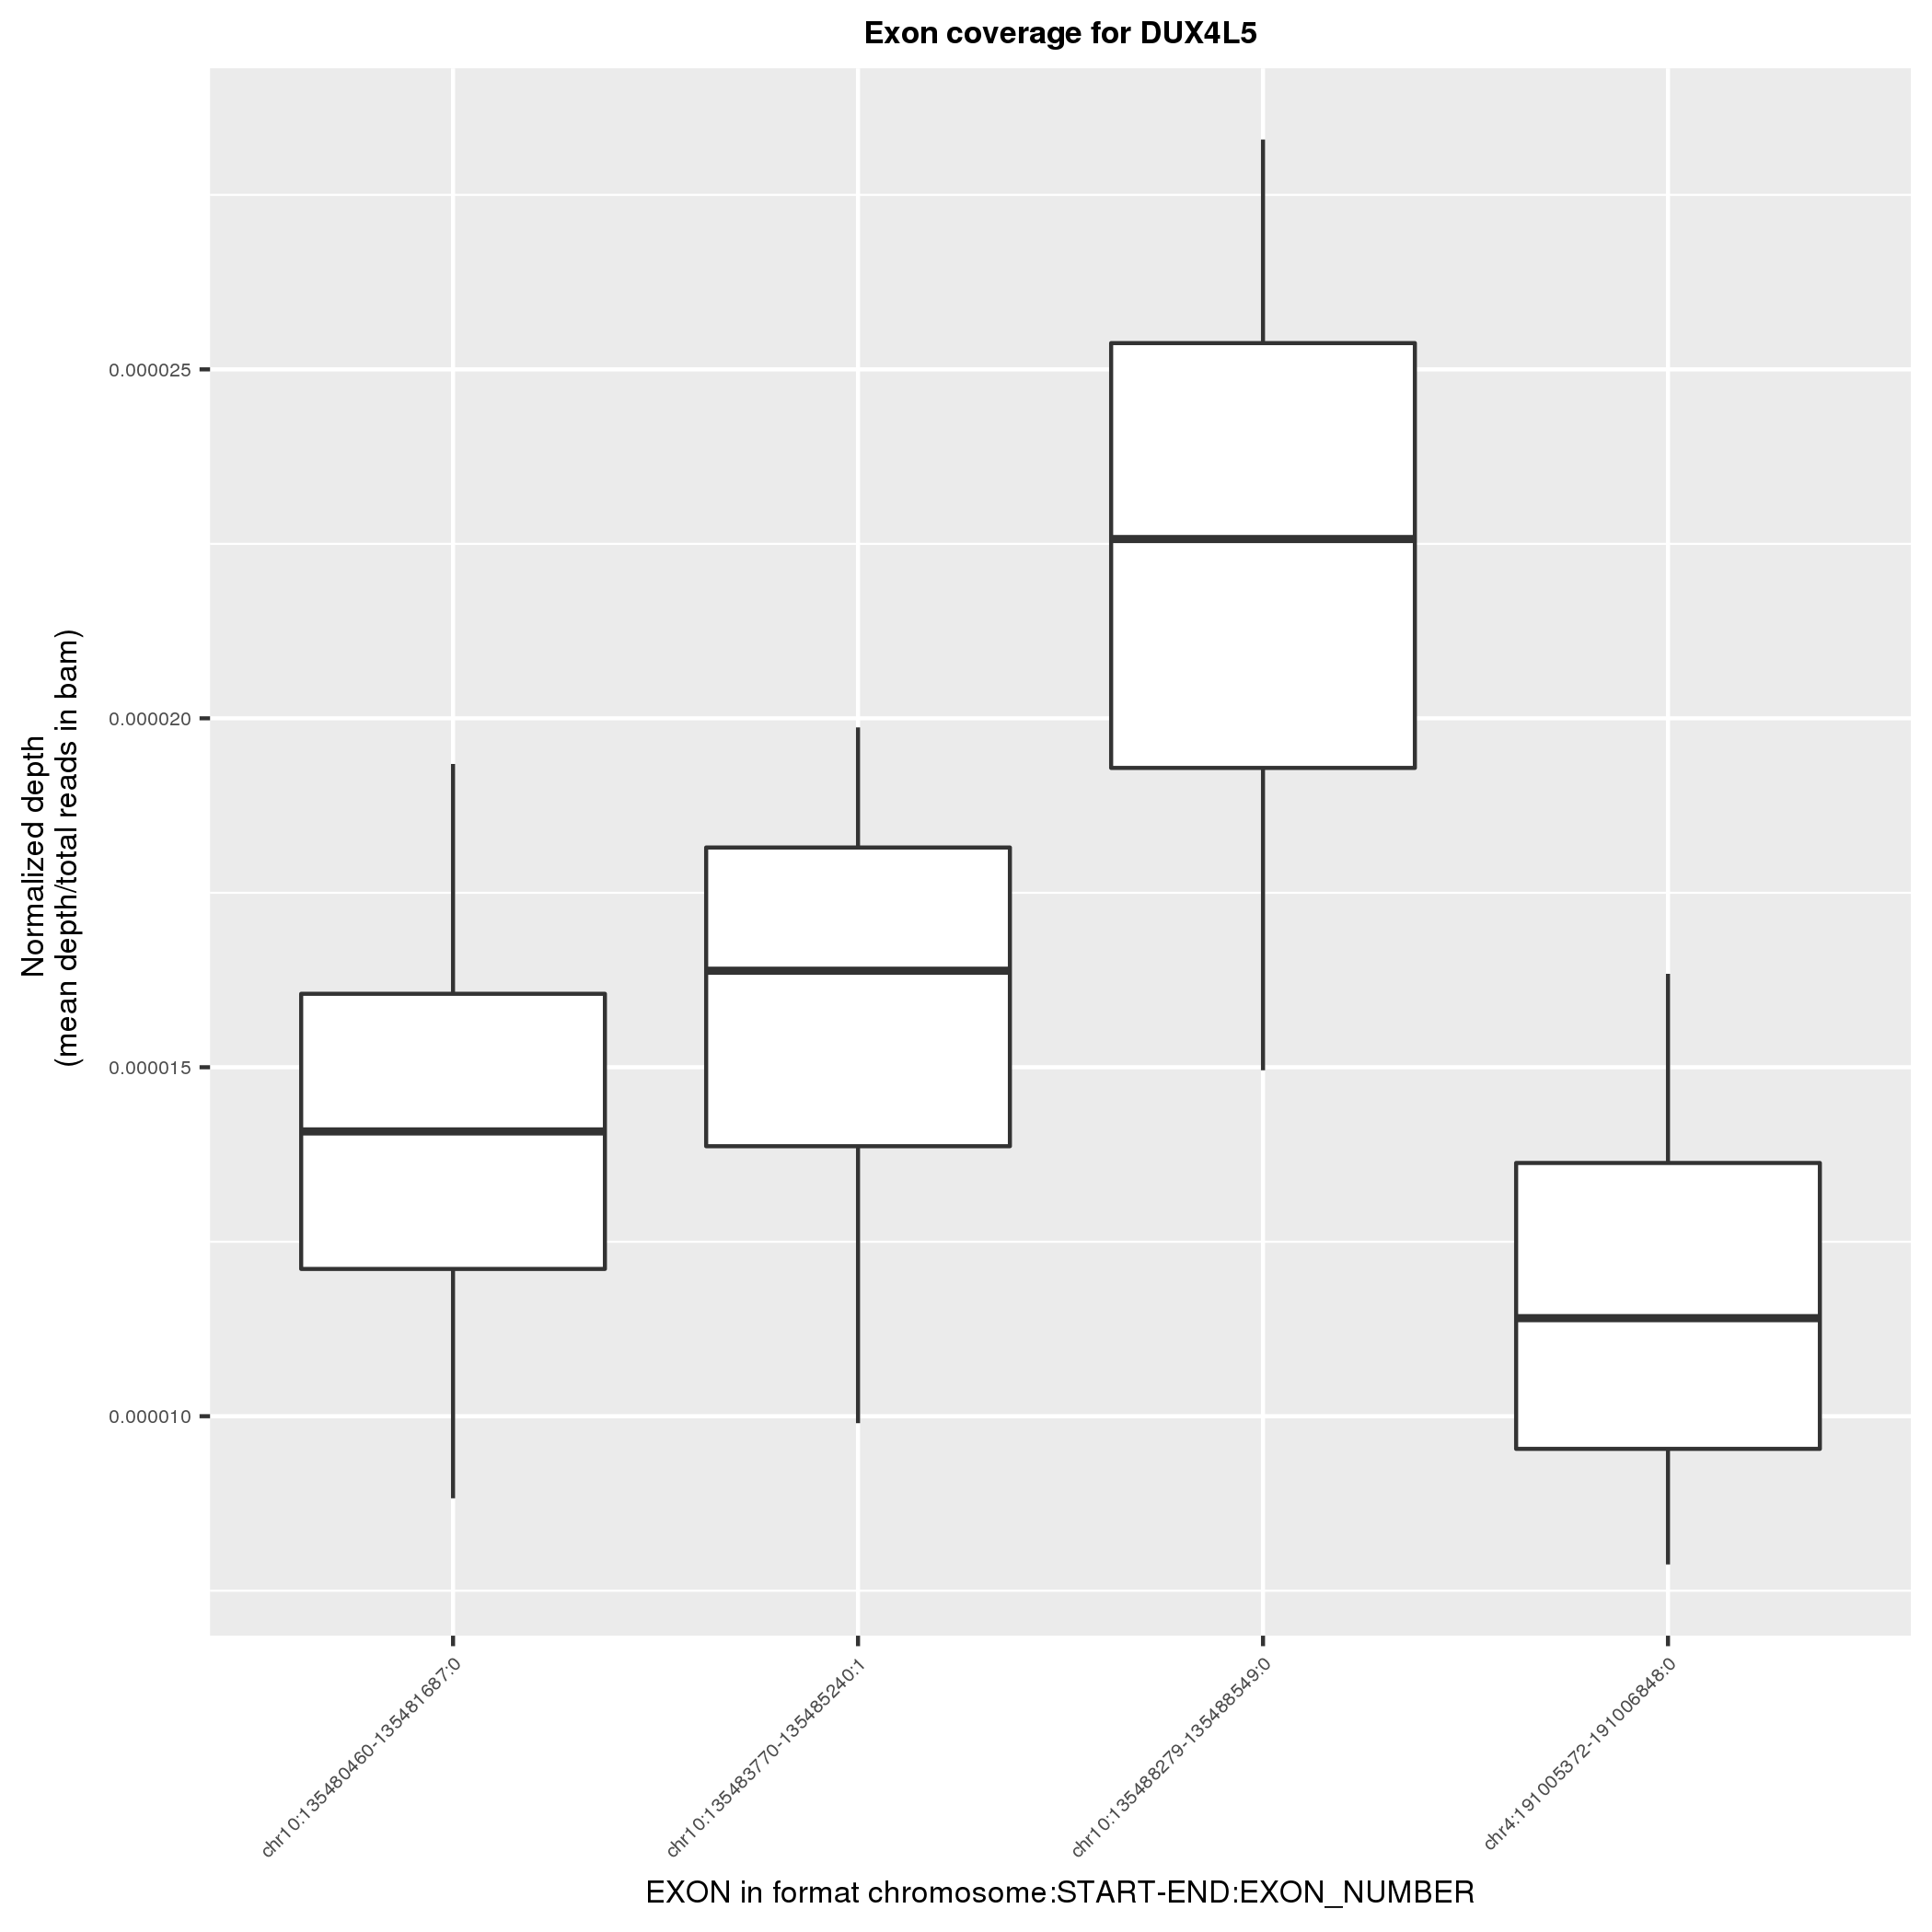 Exon coverage for DUX4L5
Normalized depth
(mean depth/total reads in bam)
0.000025
0.000020
0.000015
0.000010
chr10:135480460-135481687:0
chr10:135483770-135485240:1
chr10:135488279-135488549:0
chr4:191005372-191006848:0
EXON in format chromosome:START-END:EXON_NUMBER